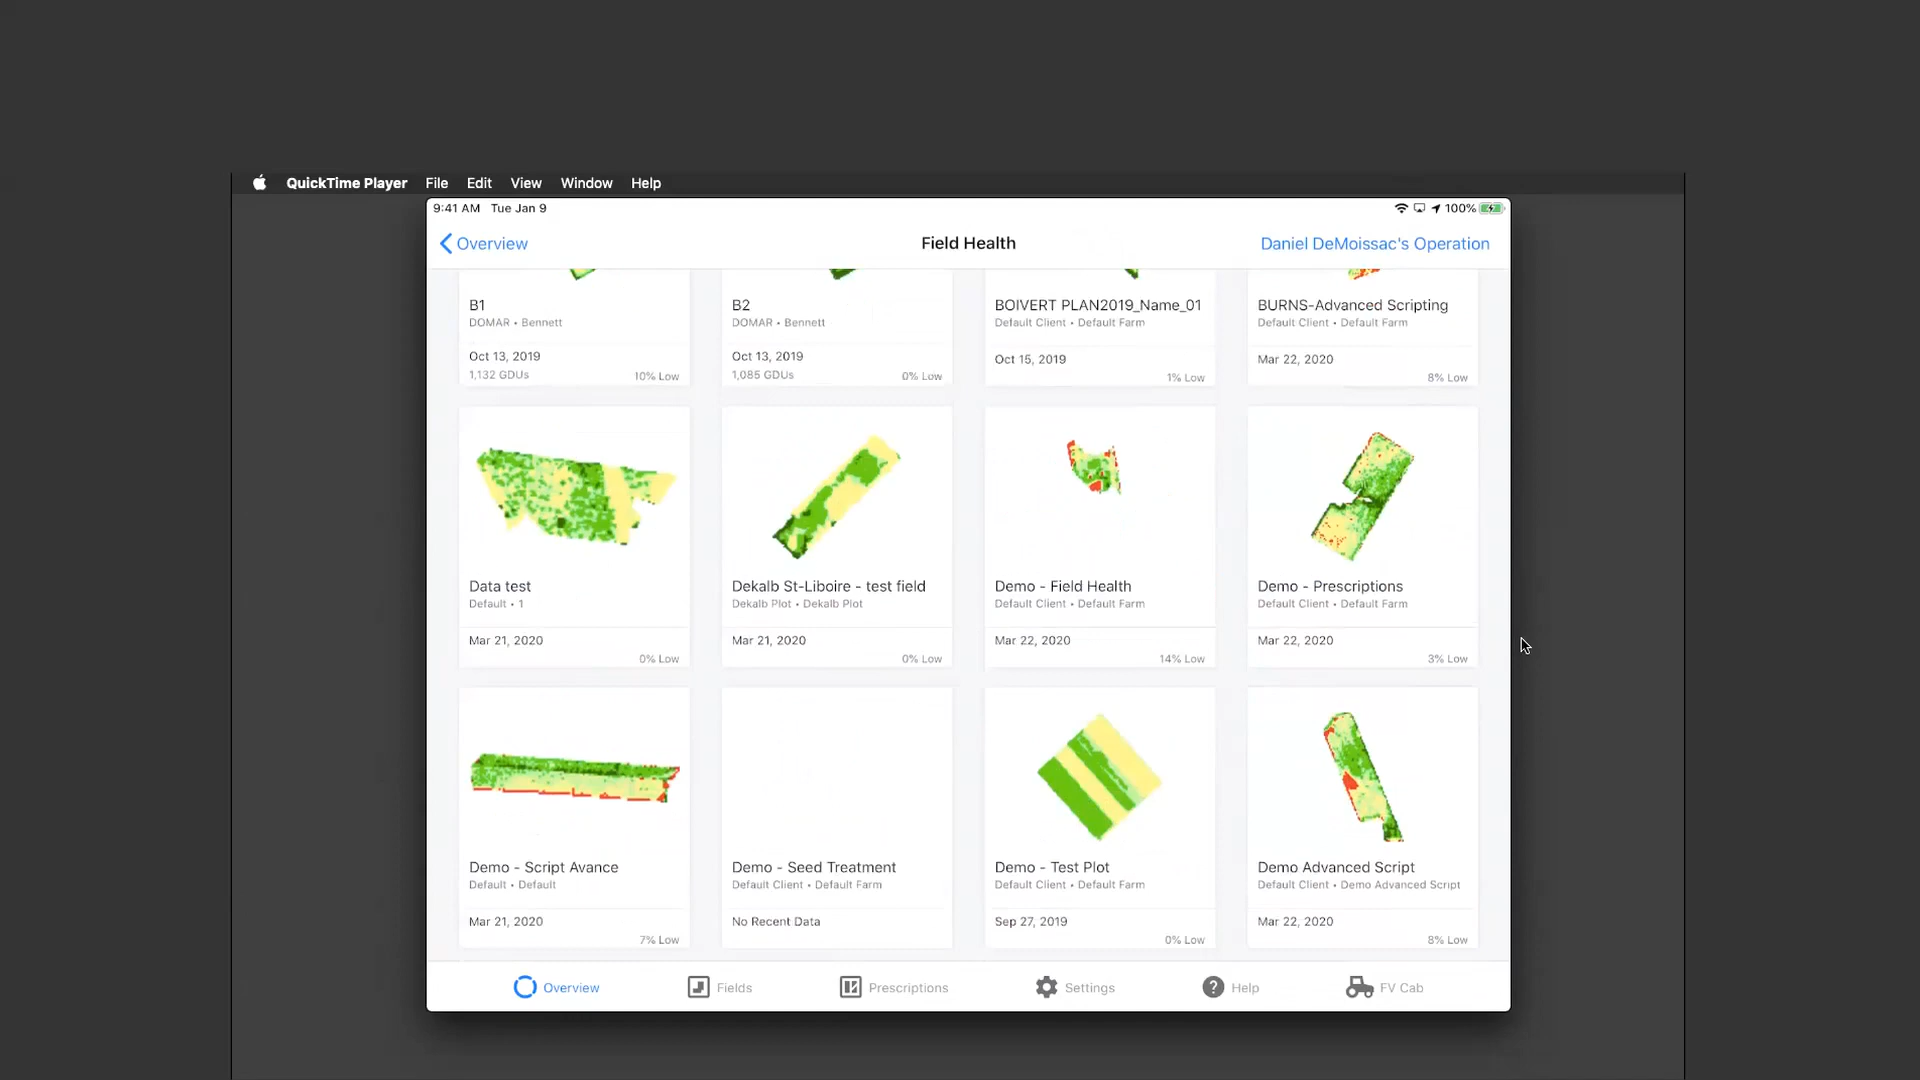 QuickTime Player File Edit View Window Help
9:41 AM Tue Jan 9 100%
Overview Field Health Daniel DeMoissac's Operation
B1
DOMAR • Bennett
Oct 13, 2019
1,132 GDUs 10% Low
B2
DOMAR • Bennett
Oct 13, 2019
1,085 GDUs 0% Low
BOIVERT PLAN2019_Name_01
Default Client • Default Farm
Oct 15, 2019
1% Low
BURNS-Advanced Scripting
Default Client • Default Farm
Mar 22, 2020
8% Low
Data test
Default • 1
Mar 21, 2020
0% Low
Dekalb St-Liboire - test field
Dekalb Plot • Dekalb Plot
Mar 21, 2020
0% Low
Demo - Field Health
Default Client • Default Farm
Mar 22, 2020
14% Low
Demo - Prescriptions
Default Client • Default Farm
Mar 22, 2020
3% Low
Demo - Script Avance
Default • Default
Mar 21, 2020
7% Low
Demo - Seed Treatment
Default Client • Default Farm
No Recent Data
Demo - Test Plot
Default Client • Default Farm
Sep 27, 2019
0% Low
Demo Advanced Script
Default Client • Demo Advanced Script
Mar 22, 2020
8% Low
Overview Fields Prescriptions Settings Help FV Cab